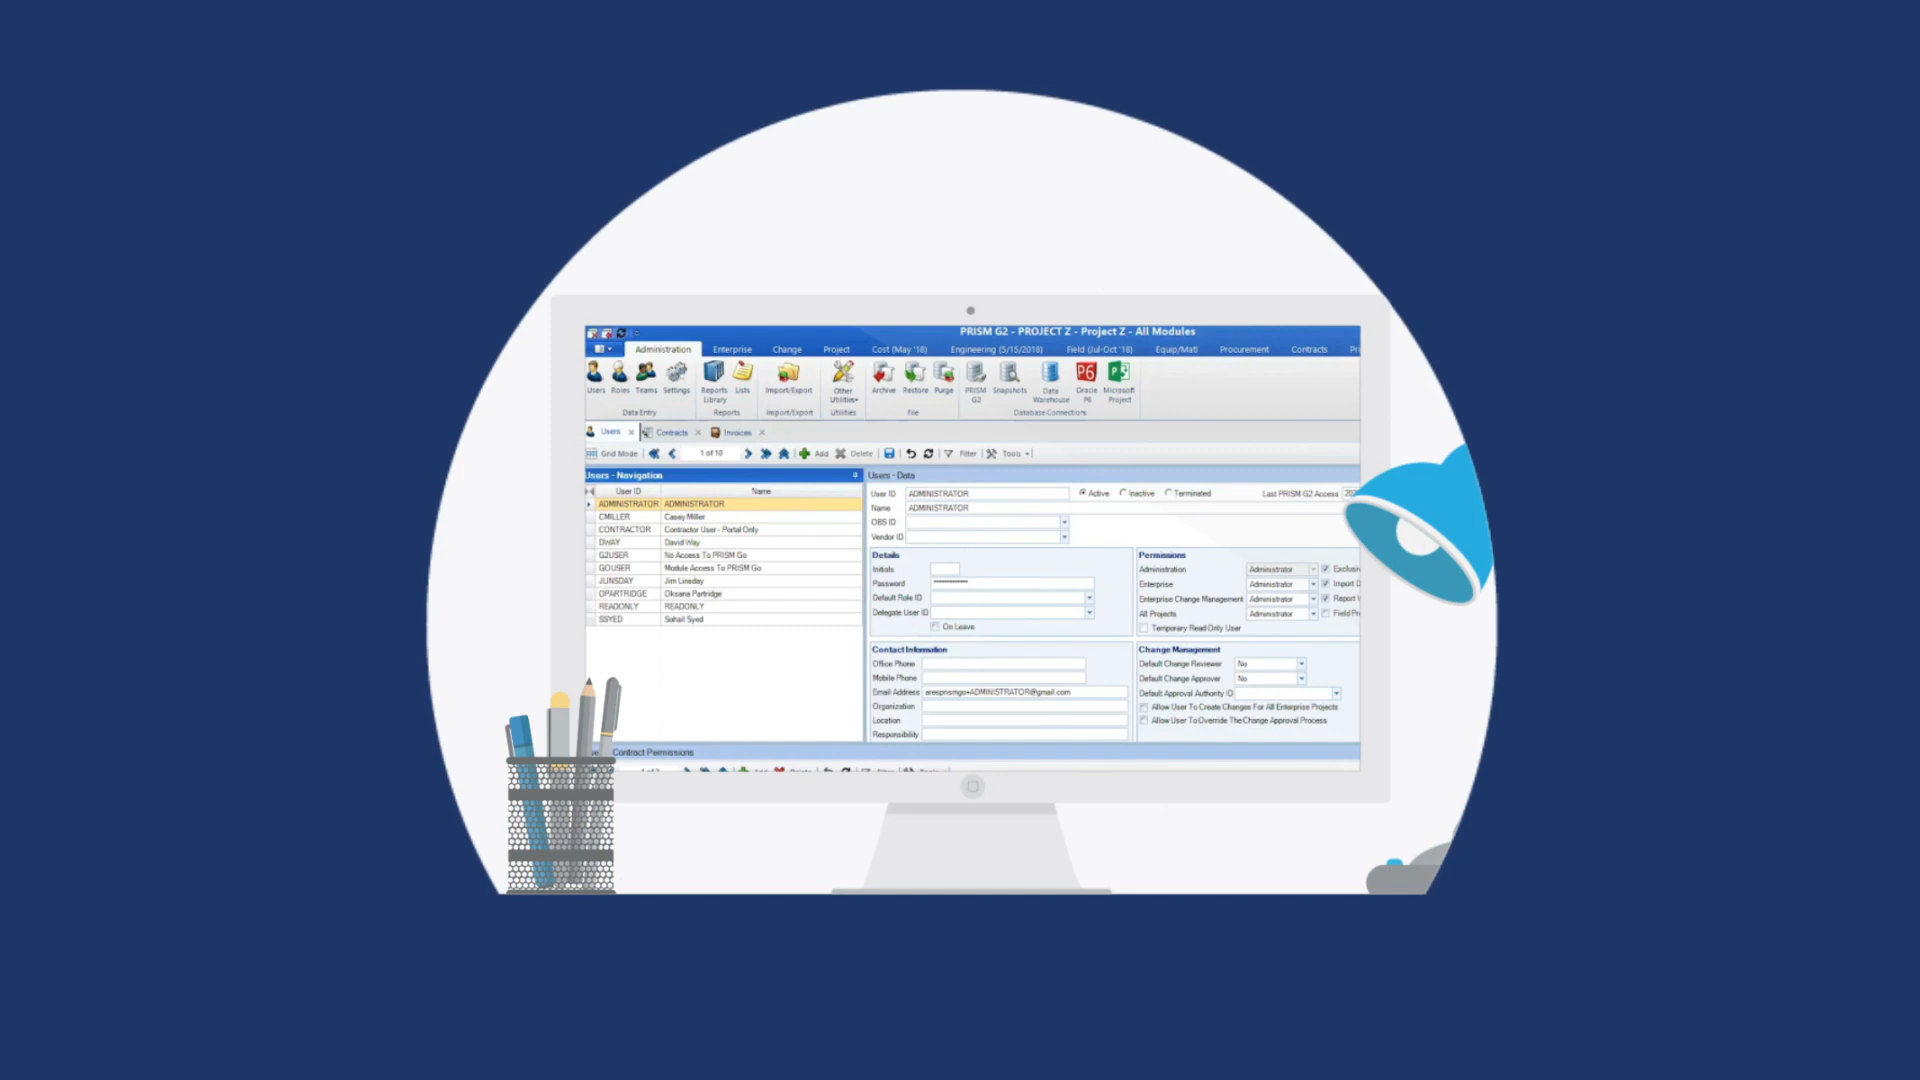 PRISM G2 - PROJECT Z - Project Z - All Modules
Administration Enterprise Change Project Cost (May '18) Engineering (5/15/2018) Field (Jul-Oct '18) Equip/Matl Procurement Contracts
Users Roles Teams Settings Reports Library Lists Import/Export Other Utilities Archive Restore Purge PRISM G2 Snapshots Data Warehouse Oracle P6 Microsoft Project
Data Entry Reports Import/Export Utilities File Database Connections
Users Contracts Invoices
Grid Mode 1 of 10 Add Delete Filter Tools
Users - Navigation
User ID Name
ADMINISTRATOR ADMINISTRATOR
CMILLER Casey Miller
CONTRACTOR Contractor User - Portal Only
DWAY David Way
G2USER No Access To PRISM Go
GOUSER Module Access To PRISM Go
JLINSDAY Jim Linsday
OPARTRIDGE Oksana Partridge
READONLY READONLY
SSYED Sohail Syed
Users - Data
User ID ADMINISTRATOR Active Inactive Terminated Last PRISM G2 Access
Name ADMINISTRATOR
OBS ID
Vendor ID
Details
Initials
Password
Default Role ID
Delegate User ID
On Leave
Permissions
Administration Administrator
Enterprise Administrator Import
Enterprise Change Management Administrator Report
All Projects Administrator Field
Temporary Read Only User
Contact Information
Office Phone
Mobile Phone
Email Address aresprismgo+ADMINISTRATOR@gmail.com
Organization
Location
Responsibility
Change Management
Default Change Reviewer No
Default Change Approver No
Default Approval Authority ID
Allow User To Create Changes For All Enterprise Projects
Allow User To Override The Change Approval Process
Contract Permissions